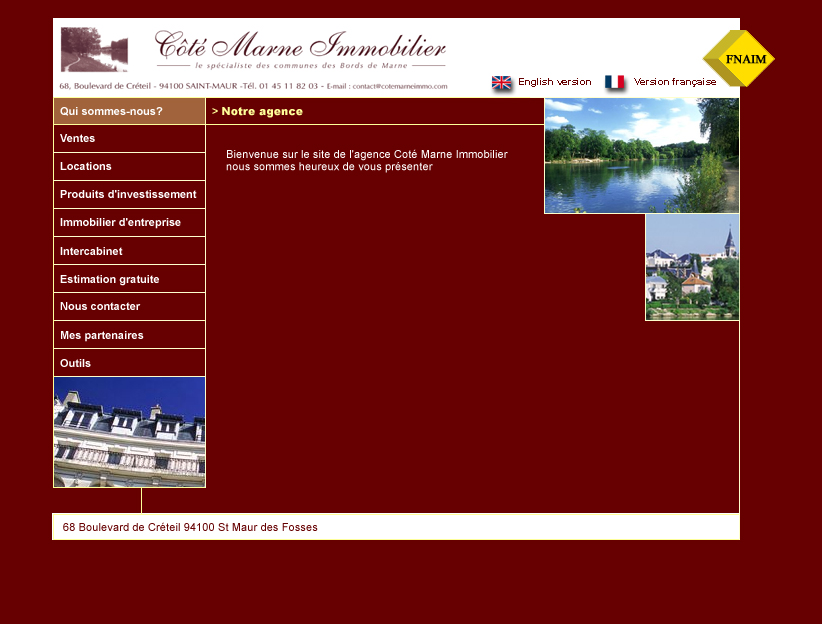 Côté Marne Immobilier
le spécialiste des communes des Bords de Marne
68, Boulevard de Créteil - 94100 SAINT-MAUR -Tél. 01 45 11 82 03 - E-mail : contact@cotemarneimmo.com
English version
Version française
FNAIM
Qui sommes-nous?
> Notre agence
Ventes
Locations
Produits d'investissement
Immobilier d'entreprise
Intercabinet
Estimation gratuite
Nous contacter
Mes partenaires
Outils
Bienvenue sur le site de l'agence Coté Marne Immobilier
nous sommes heureux de vous présenter
68 Boulevard de Créteil 94100 St Maur des Fosses